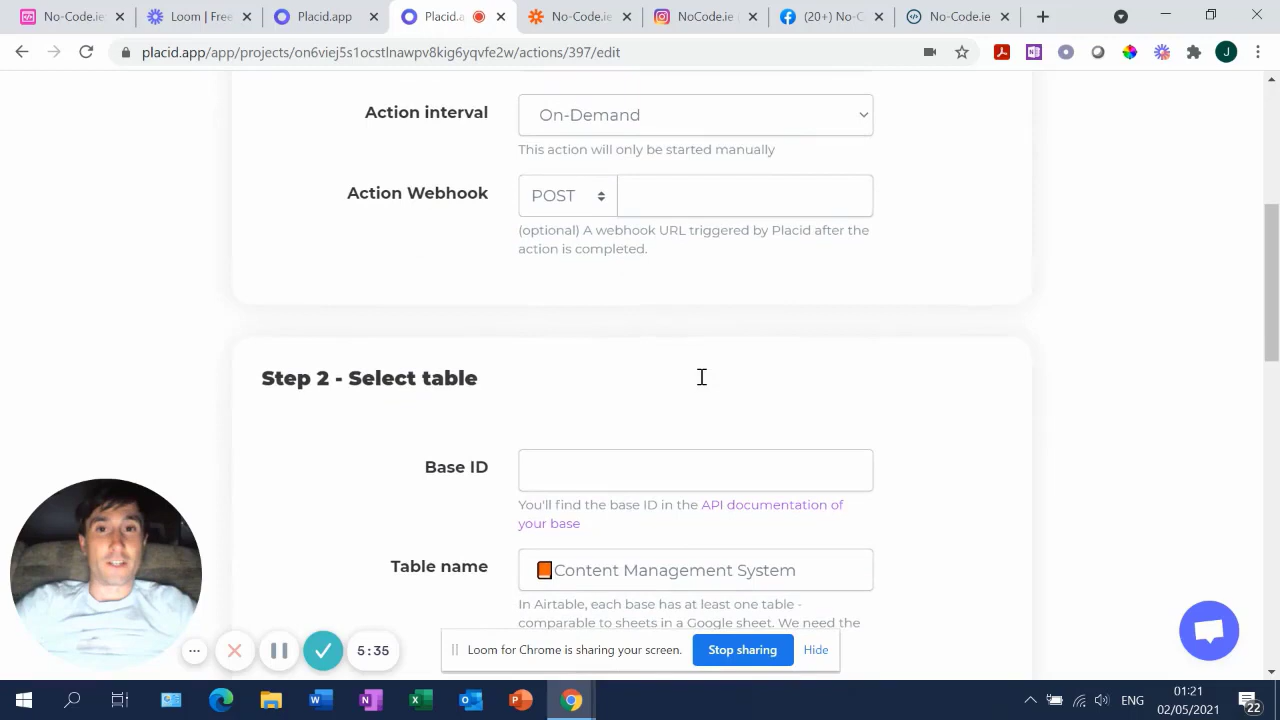 No-Code.ie:
Loom | Free
Placid.app
Placid.a
No-Code.ie
NoCode.ie
(20+) No-C
No-Code.ie
placid.app/app/projects/on6viej5s1ocstlnawpv8kig6yqvfe2w/actions/397/edit
J
Action interval
On-Demand
This action will only be started manually
Action Webhook
POST
(optional) A webhook URL triggered by Placid after the
action is completed.
Step 2 - Select table
Base ID
You'll find the base ID in the API documentation of
your base
Table name
Content Management System
In Airtable, each base has at least one table -
comparable to sheets in a Google sheet. We need the
5:35
Loom for Chrome is sharing your screen.
Stop sharing
Hide
ENG
01:21
02/05/2021
22